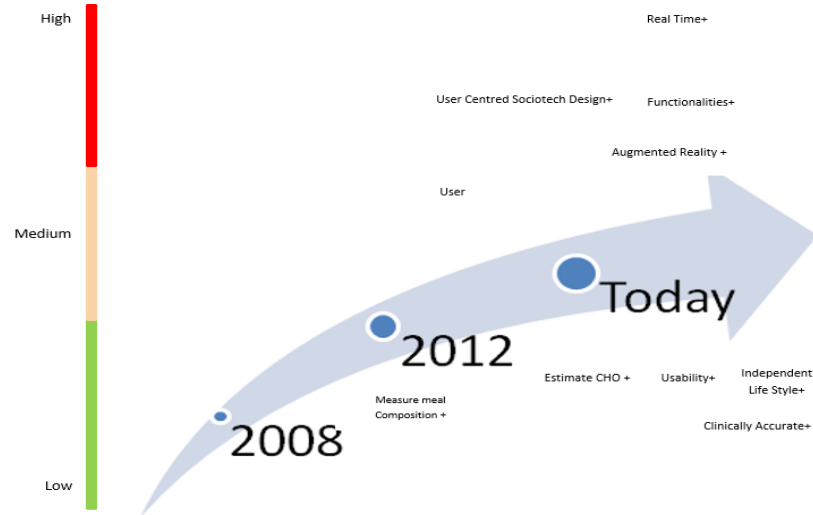 High
Real Time+
User Centred Sociotech Design+
Functionalities+
Augmented Reality +
User
Medium
Today
2012
Estimate CHO +
Usability+
Independent
Life Style+
Measure meal
Composition +
Clinically Accurate+
2008
Low